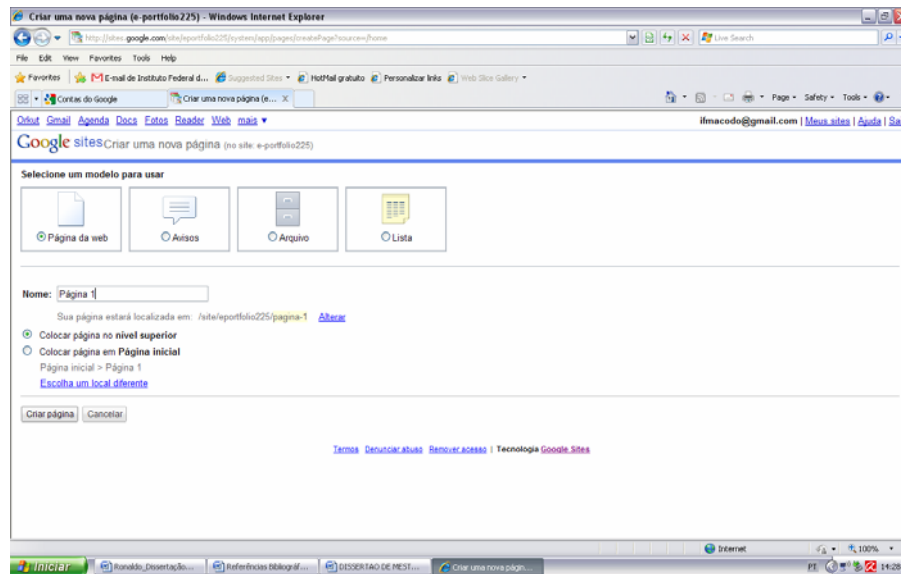 Criar uma nova página (e-portfolio225) - Windows Internet Explorer
http://sites.google.com/site/eportfolio225/system/app/pages/createPage?source=/home
Live Search
File Edit View Favorites Tools Help
Favorites E-mail de Instituto Federal d... Suggested Sites HotMail gratuito Personalizar links Web Slice Gallery
Contas do Google Criar uma nova página (e... X Page Safety Tools
Orkut Gmail Agenda Docs Fotos Reader Web mais ▼ ifmacodo@gmail.com | Meus sites | Ajuda | Sa
Google sites Criar uma nova página (no site: e-portfolio225)
Selecione um modelo para usar
Página da web Avisos Arquivo Lista
Nome: Página 1
Sua página estará localizada em: /site/eportfolio225/pagina-1 Alterar
Colocar página no nível superior
Colocar página em Página inicial
Página inicial > Página 1
Escolha um local diferente
Criar página Cancelar
Termos Denunciar abuso Remover acesso | Tecnologia Google Sites
Internet 100%
Iniciar Ronaldo_Dissertação... Referências Bibliográf... DISSERTAO DE MEST... Criar uma nova págin... PT 14:28